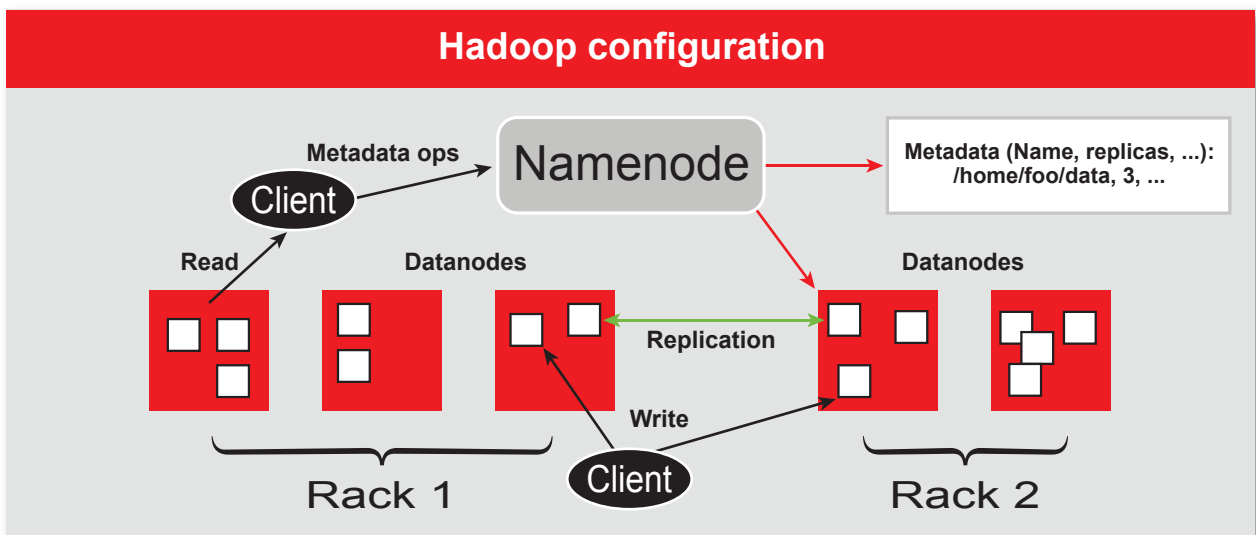 Hadoop configuration
Metadata ops
Namenode
Metadata (Name, replicas, ...):
/home/foo/data, 3, ...
Client
Read
Datanodes
Datanodes
Replication
Write
Client
Rack 1
Rack 2